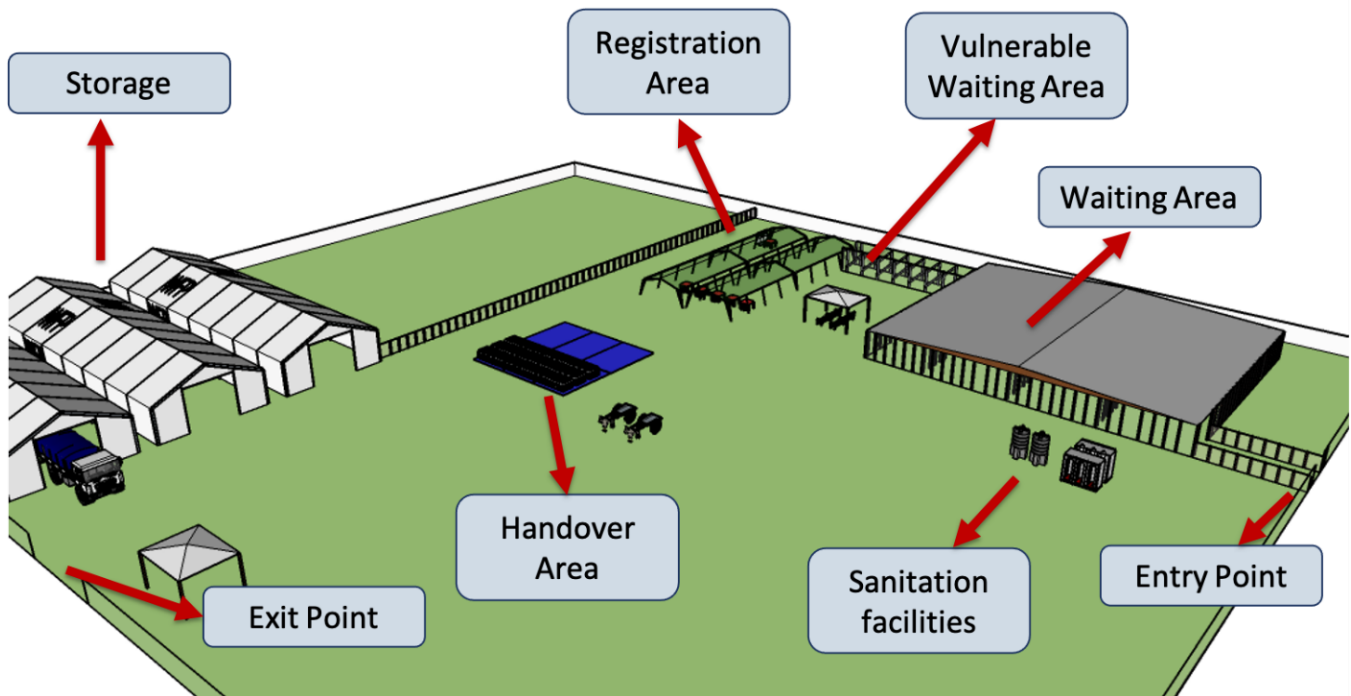 Storage
Registration
Area
Vulnerable
Waiting Area
Waiting Area
Handover
Area
Sanitation
facilities
Entry Point
Exit Point